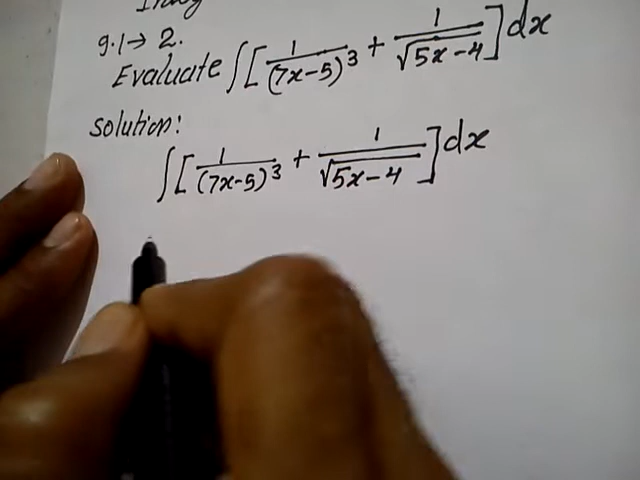 9.1→ 2.
Evaluate ∫[1/(7x-5)³ + 1/√(5x-4)]dx
Solution:
∫[1/(7x-5)³ + 1/√(5x-4)]dx